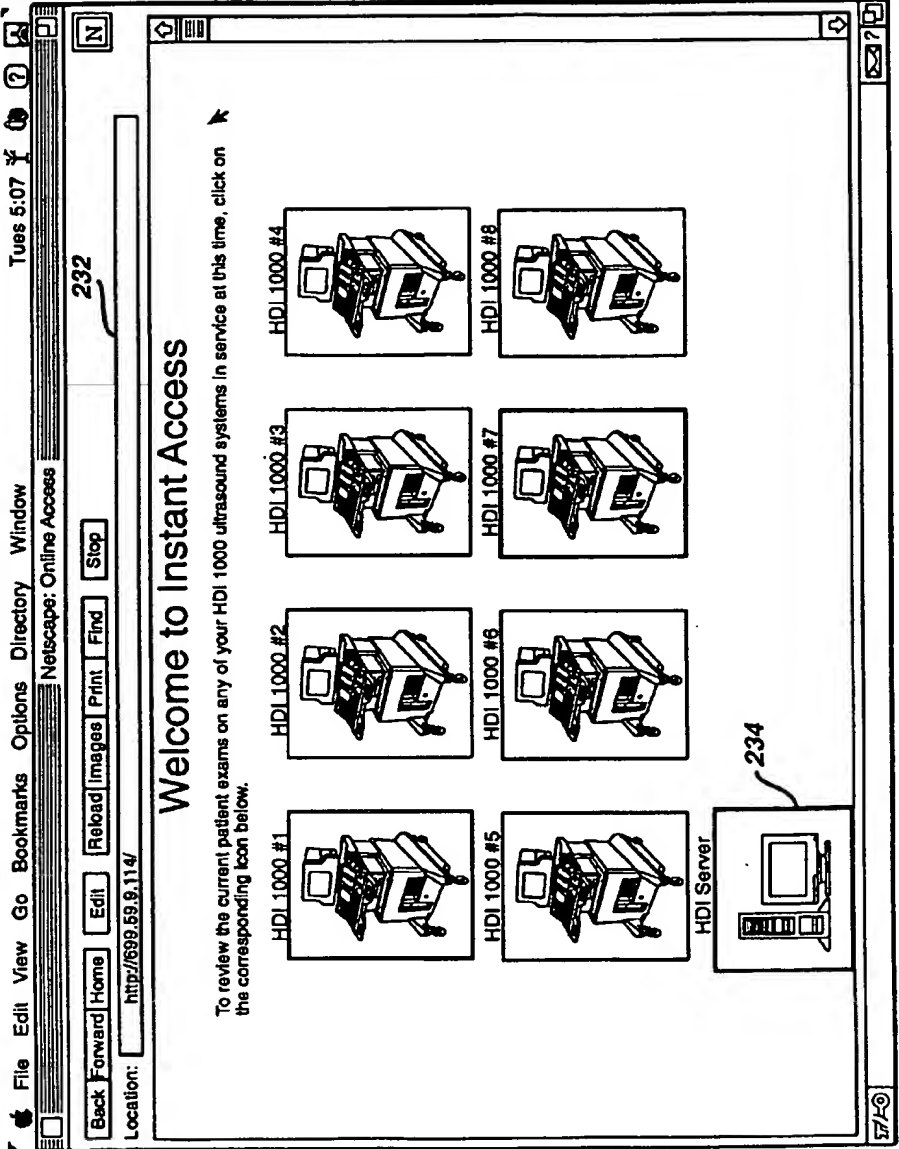 File Edit View Go Bookmarks Options Directory Window Tues 5:07 ?
Netscape: Online Access
Back Forward Home Edit Reload Images Print Find Stop N
Location: http://699.59.9.114/
232
Welcome to Instant Access
To review the current patient exams on any of your HDI 1000 ultrasound systems in service at this time, click on
the corresponding icon below.
HDI 1000 #1 HDI 1000 #2 HDI 1000 #3 HDI 1000 #4
HDI 1000 #5 HDI 1000 #6 HDI 1000 #7 HDI 1000 #8
HDI Server
234
?